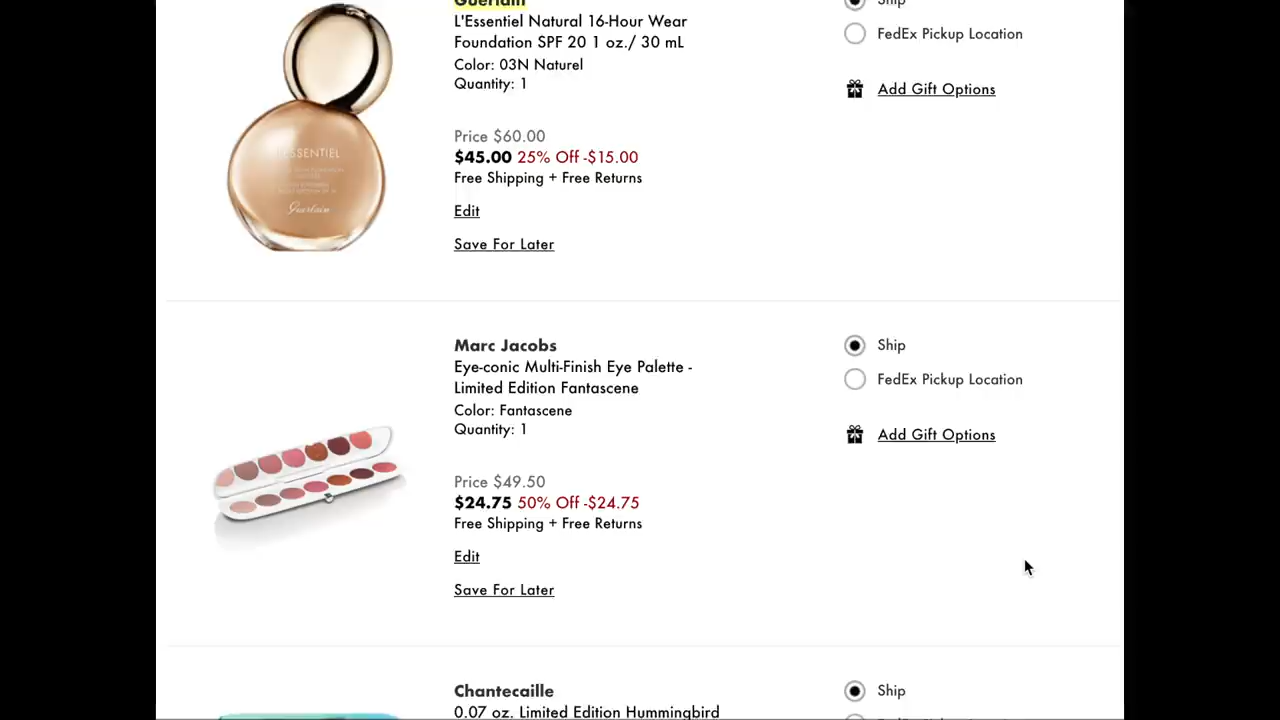 Guerlain
Ship
L'Essentiel Natural 16-Hour Wear
Foundation SPF 20 1 oz./ 30 mL
FedEx Pickup Location
Color: 03N Naturel
Quantity: 1
Add Gift Options
Price $60.00
$45.00 25% Off -$15.00
Free Shipping + Free Returns
Edit
Save For Later
L'ESSENTIEL
Guerlain
Marc Jacobs
Ship
Eye-conic Multi-Finish Eye Palette -
Limited Edition Fantascene
FedEx Pickup Location
Color: Fantascene
Quantity: 1
Add Gift Options
Price $49.50
$24.75 50% Off -$24.75
Free Shipping + Free Returns
Edit
Save For Later
Chantecaille
Ship
0.07 oz. Limited Edition Hummingbird